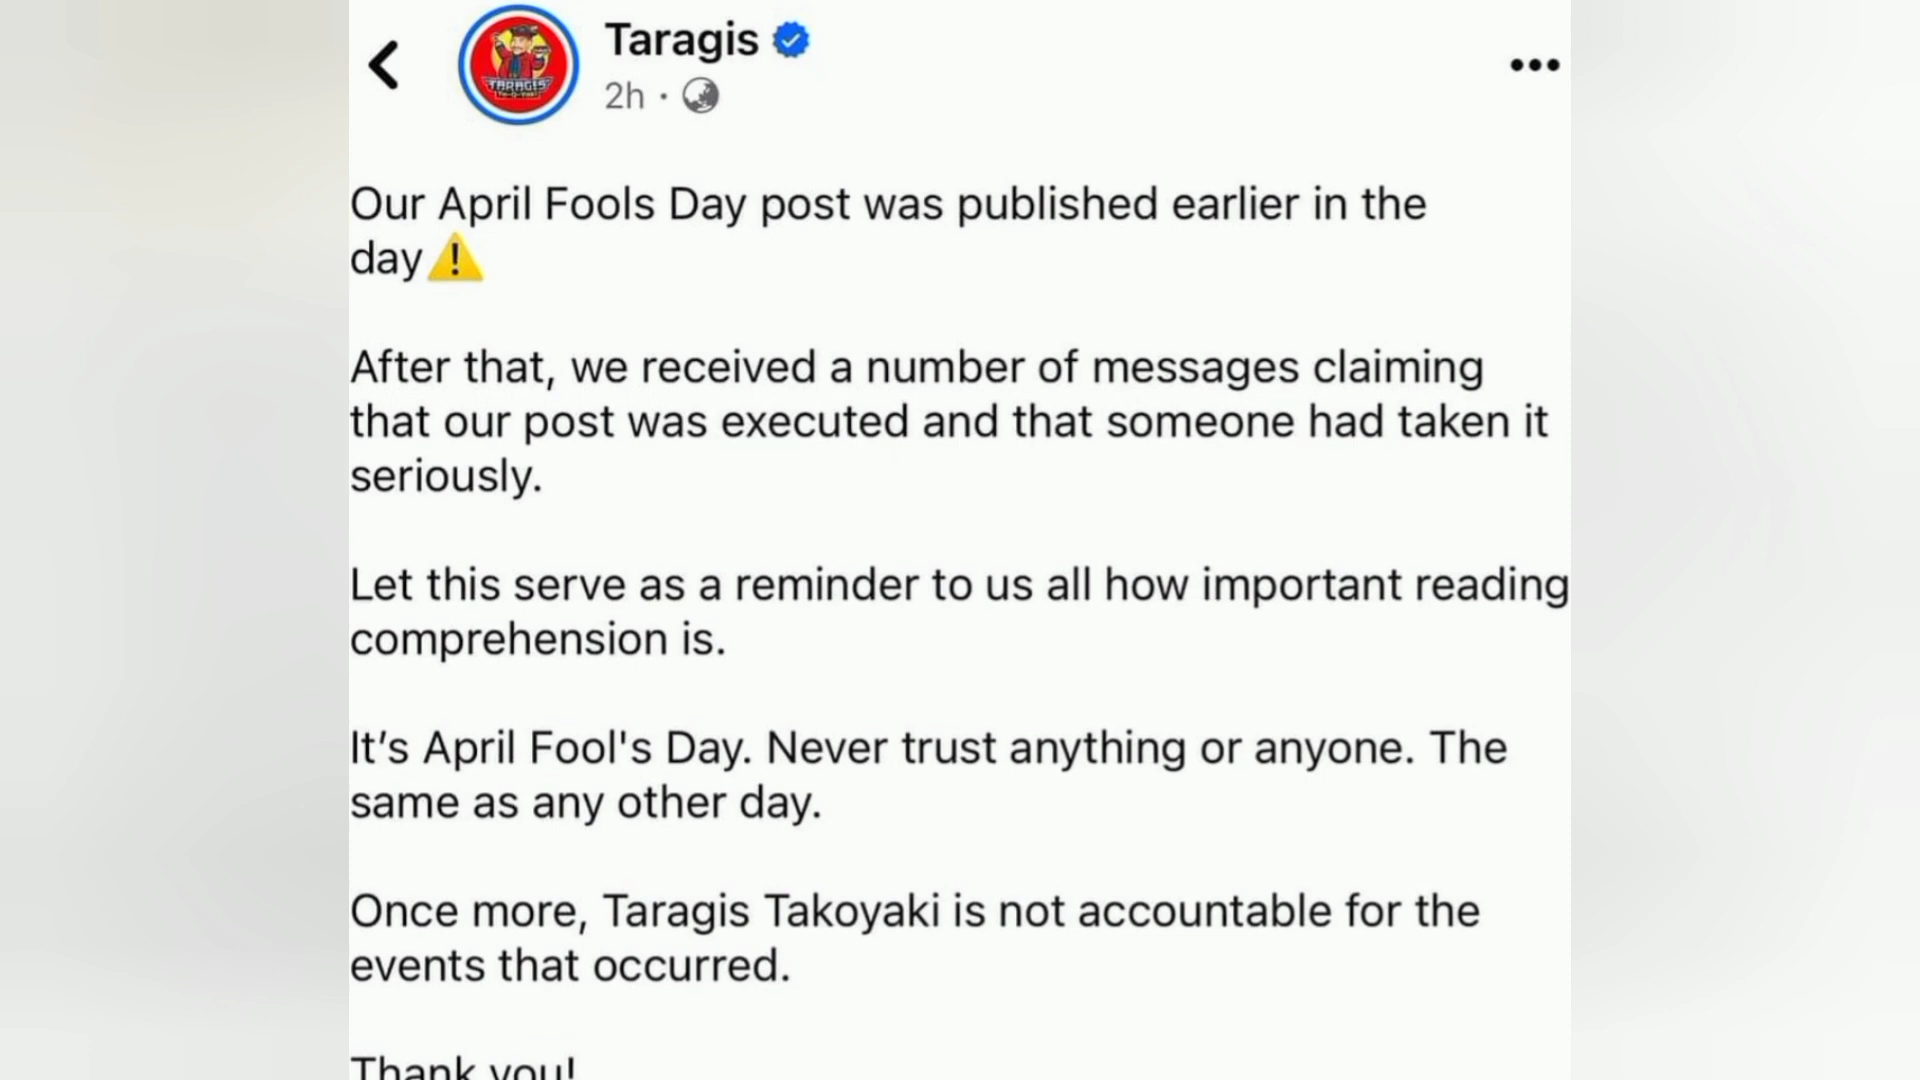 Taragis
2h ·
TARAGIS
Our April Fools Day post was published earlier in the
day⚠️
After that, we received a number of messages claiming
that our post was executed and that someone had taken it
seriously.
Let this serve as a reminder to us all how important reading
comprehension is.
It’s April Fool's Day. Never trust anything or anyone. The
same as any other day.
Once more, Taragis Takoyaki is not accountable for the
events that occurred.
Thank you!